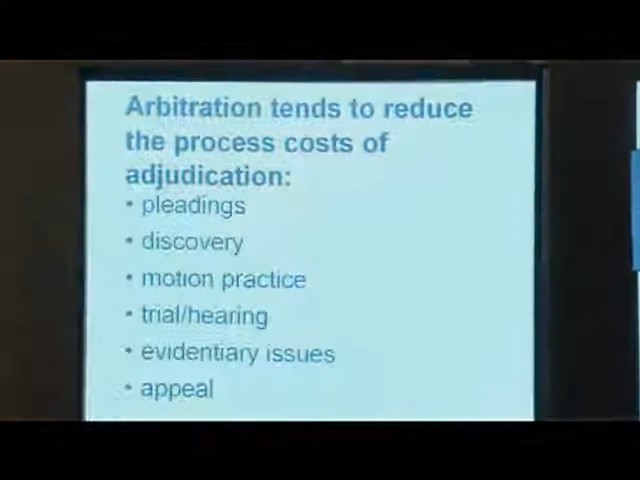 Arbitration tends to reduce
the process costs of
adjudication:
• pleadings
• discovery
• motion practice
• trial/hearing
• evidentiary issues
• appeal